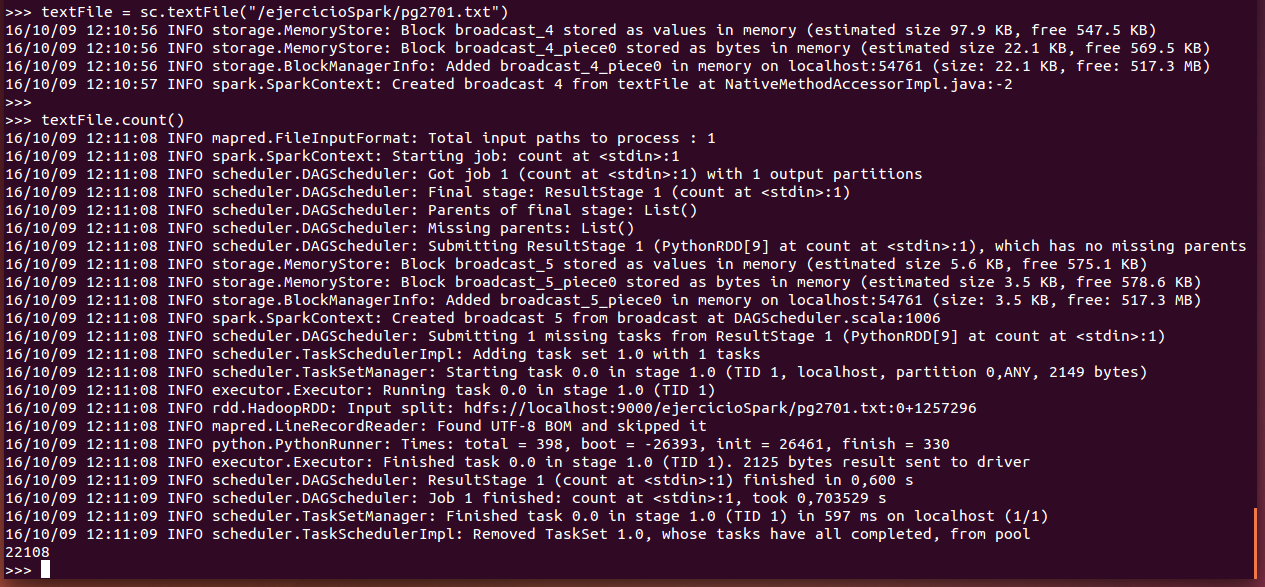 >>> textFile = sc.textFile("/ejercicioSpark/pg2701.txt")
16/10/09 12:10:56 INFO storage.MemoryStore: Block broadcast_4 stored as values in memory (estimated size 97.9 KB, free 547.5 KB)
16/10/09 12:10:56 INFO storage.MemoryStore: Block broadcast_4_piece0 stored as bytes in memory (estimated size 22.1 KB, free 569.5 KB)
16/10/09 12:10:56 INFO storage.BlockManagerInfo: Added broadcast_4_piece0 in memory on localhost:54761 (size: 22.1 KB, free: 517.3 MB)
16/10/09 12:10:57 INFO spark.SparkContext: Created broadcast 4 from textFile at NativeMethodAccessorImpl.java:-2
>>>
>>> textFile.count()
16/10/09 12:11:08 INFO mapred.FileInputFormat: Total input paths to process : 1
16/10/09 12:11:08 INFO spark.SparkContext: Starting job: count at <stdin>:1
16/10/09 12:11:08 INFO scheduler.DAGScheduler: Got job 1 (count at <stdin>:1) with 1 output partitions
16/10/09 12:11:08 INFO scheduler.DAGScheduler: Final stage: ResultStage 1 (count at <stdin>:1)
16/10/09 12:11:08 INFO scheduler.DAGScheduler: Parents of final stage: List()
16/10/09 12:11:08 INFO scheduler.DAGScheduler: Missing parents: List()
16/10/09 12:11:08 INFO scheduler.DAGScheduler: Submitting ResultStage 1 (PythonRDD[9] at count at <stdin>:1), which has no missing parents
16/10/09 12:11:08 INFO storage.MemoryStore: Block broadcast_5 stored as values in memory (estimated size 5.6 KB, free 575.1 KB)
16/10/09 12:11:08 INFO storage.MemoryStore: Block broadcast_5_piece0 stored as bytes in memory (estimated size 3.5 KB, free 578.6 KB)
16/10/09 12:11:08 INFO storage.BlockManagerInfo: Added broadcast_5_piece0 in memory on localhost:54761 (size: 3.5 KB, free: 517.3 MB)
16/10/09 12:11:08 INFO spark.SparkContext: Created broadcast 5 from broadcast at DAGScheduler.scala:1006
16/10/09 12:11:08 INFO scheduler.DAGScheduler: Submitting 1 missing tasks from ResultStage 1 (PythonRDD[9] at count at <stdin>:1)
16/10/09 12:11:08 INFO scheduler.TaskSchedulerImpl: Adding task set 1.0 with 1 tasks
16/10/09 12:11:08 INFO scheduler.TaskSetManager: Starting task 0.0 in stage 1.0 (TID 1, localhost, partition 0,ANY, 2149 bytes)
16/10/09 12:11:08 INFO executor.Executor: Running task 0.0 in stage 1.0 (TID 1)
16/10/09 12:11:08 INFO rdd.HadoopRDD: Input split: hdfs://localhost:9000/ejercicioSpark/pg2701.txt:0+1257296
16/10/09 12:11:08 INFO mapred.LineRecordReader: Found UTF-8 BOM and skipped it
16/10/09 12:11:08 INFO python.PythonRunner: Times: total = 398, boot = -26393, init = 26461, finish = 330
16/10/09 12:11:08 INFO executor.Executor: Finished task 0.0 in stage 1.0 (TID 1). 2125 bytes result sent to driver
16/10/09 12:11:09 INFO scheduler.DAGScheduler: ResultStage 1 (count at <stdin>:1) finished in 0,600 s
16/10/09 12:11:09 INFO scheduler.DAGScheduler: Job 1 finished: count at <stdin>:1, took 0,703529 s
16/10/09 12:11:09 INFO scheduler.TaskSetManager: Finished task 0.0 in stage 1.0 (TID 1) in 597 ms on localhost (1/1)
16/10/09 12:11:09 INFO scheduler.TaskSchedulerImpl: Removed TaskSet 1.0, whose tasks have all completed, from pool
22108
>>>